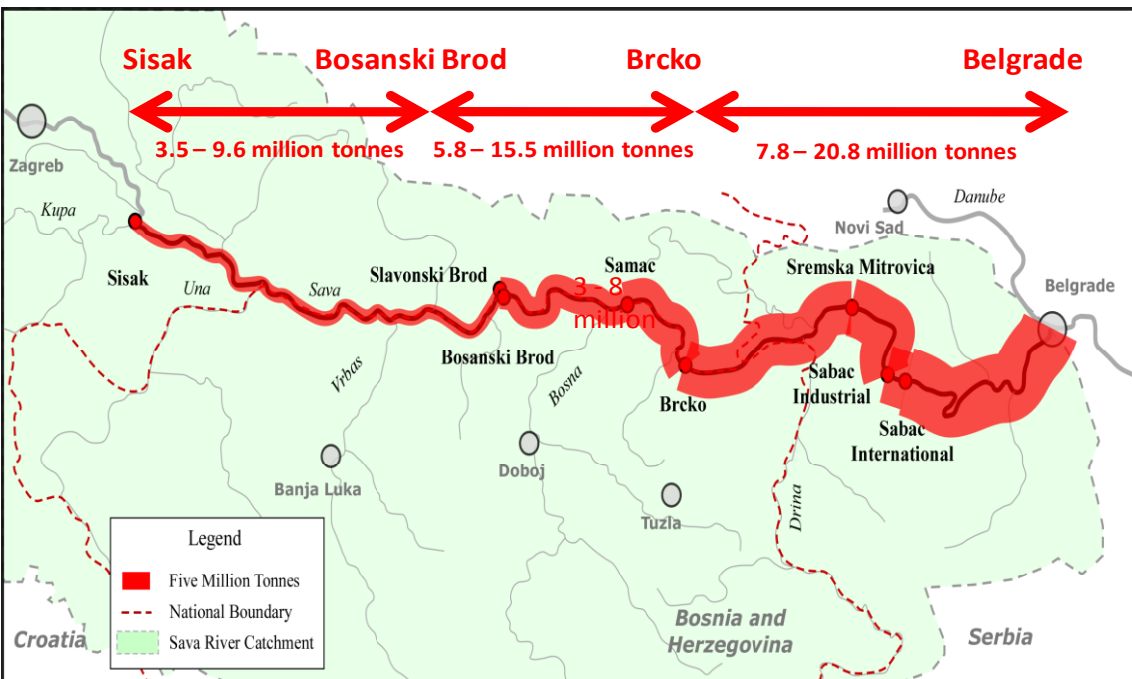 Sisak
Bosanski Brod
Brcko
Belgrade
3.5 – 9.6 million tonnes
5.8 – 15.5 million tonnes
7.8 – 20.8 million tonnes
Zagreb
Kupa
Novi Sad
Danube
Sisak
Una
Sava
Slavonski Brod
Samac
Sremska Mitrovica
Belgrade
3 - 8
million
Bosanski Brod
Vrbas
Bosna
Brcko
Sabac
Industrial
Sabac
International
Banja Luka
Doboj
Tuzla
Drina
Legend
Five Million Tonnes
National Boundary
Sava River Catchment
Croatia
Bosnia and
Herzegovina
Serbia